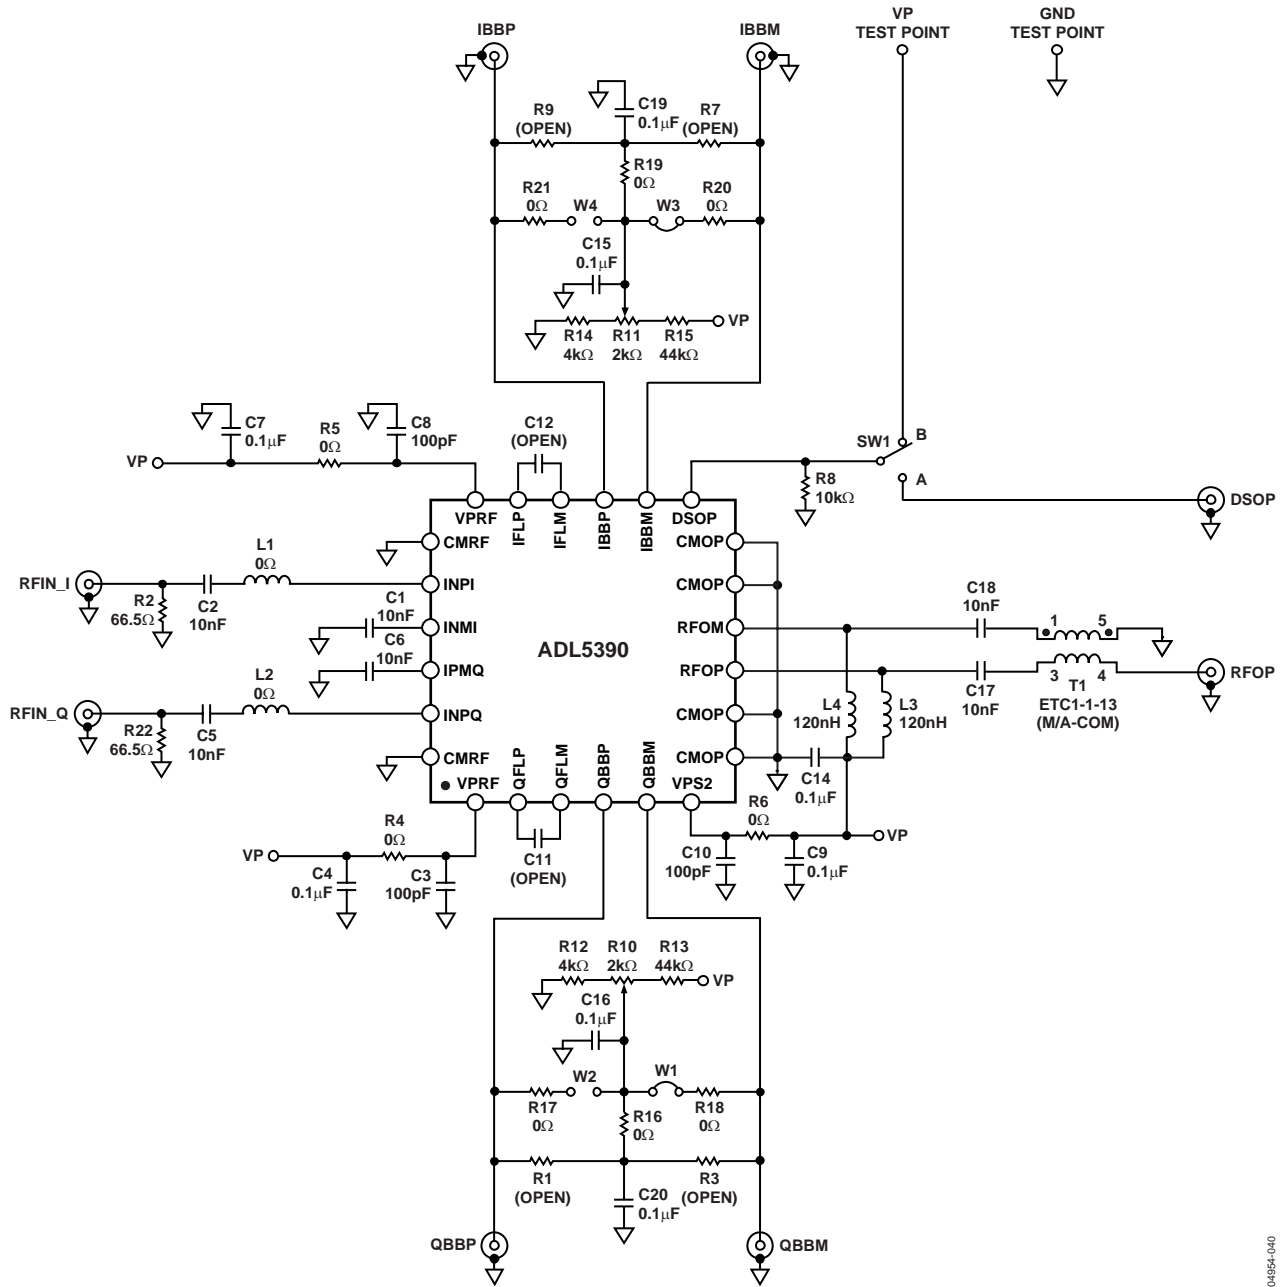 IBBP
IBBM
VP
TEST POINT
GND
TEST POINT
R9
(OPEN)
C19
0.1µF
R7
(OPEN)
R19
0Ω
R21
0Ω
W4
W3
R20
0Ω
C15
0.1µF
VP
R14
4kΩ
R11
2kΩ
R15
44kΩ
C7
0.1µF
R5
0Ω
C8
100pF
VP
C12
(OPEN)
SW1
B
A
R8
10kΩ
DSOP
VPRF
IFLP
IFLM
IBBP
IBBM
DSOP
CMRF
CMOP
L1
0Ω
RFIN_I
INPI
CMOP
R2
66.5Ω
C2
10nF
C1
10nF
INMI
RFOM
C18
10nF
1
5
C6
10nF
ADL5390
IPMQ
RFOP
3
4
RFOP
C17
10nF
T1
ETC1-1-13
(M/A-COM)
L2
0Ω
RFIN_Q
INPQ
CMOP
L4
120nH
L3
120nH
R22
66.5Ω
C5
10nF
CMRF
CMOP
C14
0.1µF
VPRF
QFLP
QFLM
QBBP
QBBM
VPS2
R4
0Ω
VP
C4
0.1µF
C3
100pF
C11
(OPEN)
R6
0Ω
VP
C10
100pF
C9
0.1µF
R12
4kΩ
R10
2kΩ
R13
44kΩ
VP
C16
0.1µF
W2
W1
R17
0Ω
R16
0Ω
R18
0Ω
R1
(OPEN)
R3
(OPEN)
C20
0.1µF
QBBP
QBBM
04954-040